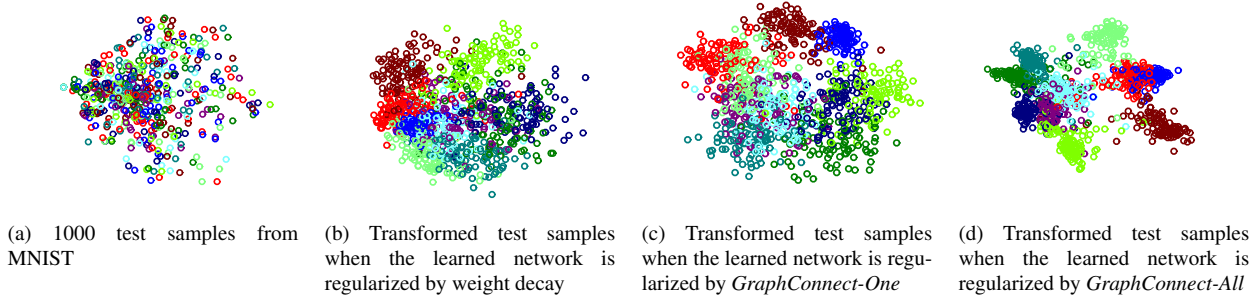 (a) 1000 test samples from
MNIST
(b) Transformed test samples
when the learned network is
regularized by weight decay
(c) Transformed test samples
when the learned network is regu-
larized by GraphConnect-One
(d) Transformed test samples
when the learned network is
regularized by GraphConnect-All